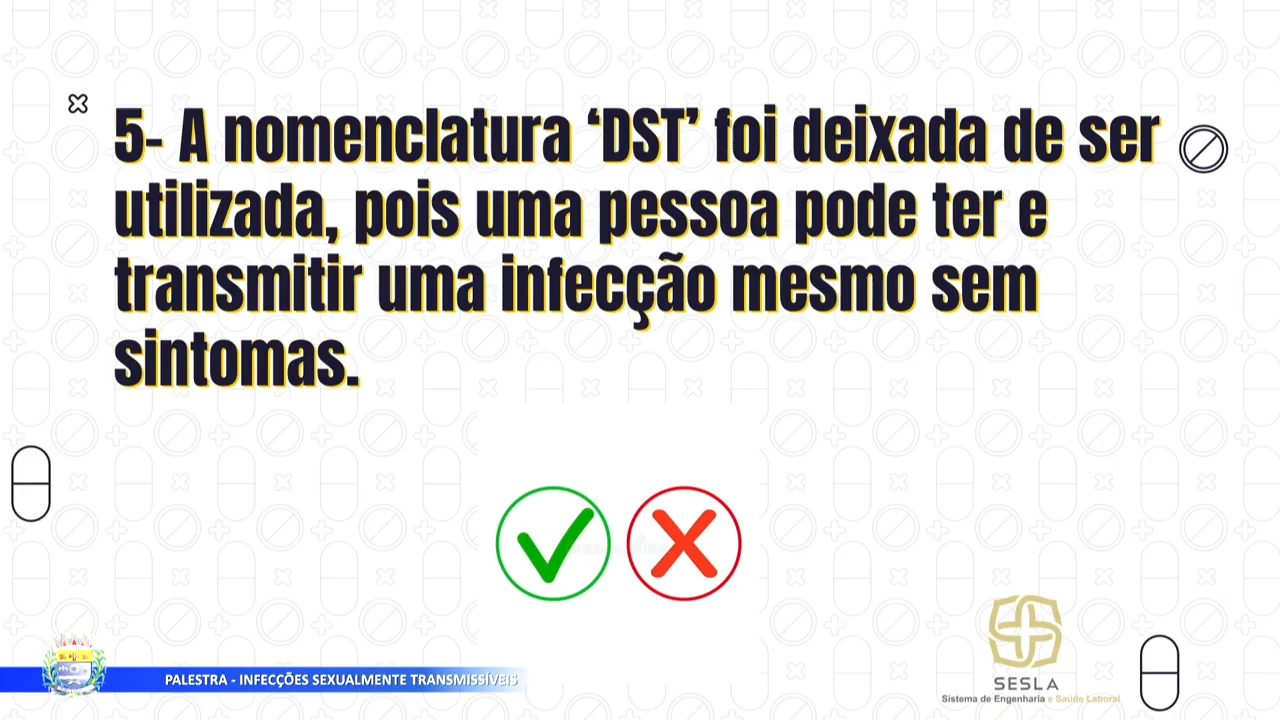 5- A nomenclatura ‘DST’ foi deixada de ser
utilizada, pois uma pessoa pode ter e
transmitir uma infecção mesmo sem
sintomas.
PALESTRA - INFECÇÕES SEXUALMENTE TRANSMISSÍVEIS
SESLA
Sistema de Engenharia e Saúde Laboral